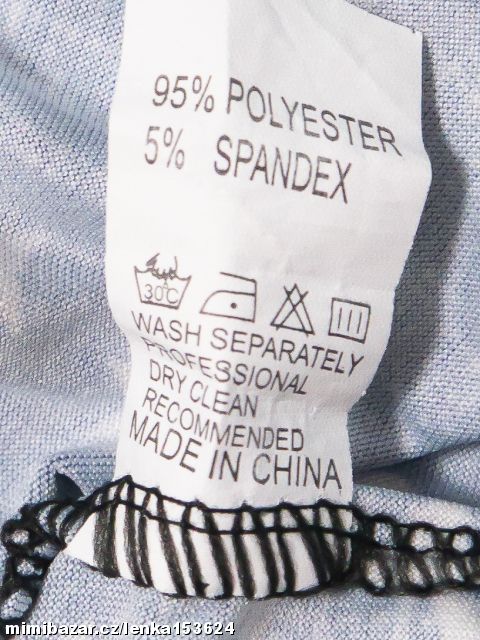 95% POLYESTER
5% SPANDEX
30°C
WASH SEPARATELY
PROFESSIONAL
DRY CLEAN
RECOMMENDED
MADE IN CHINA
mimibazar.cz/lenka153624